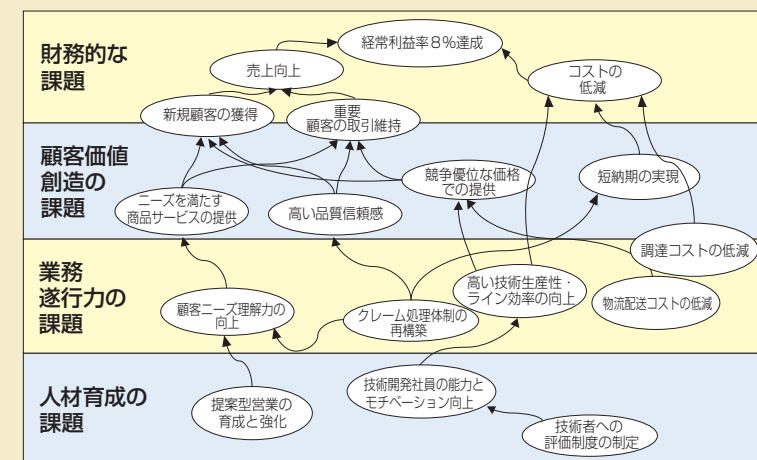 財務的な
課題
経常利益率８％達成
売上向上
コストの
低減
新規顧客の獲得
重要
顧客の取引維持
顧客価値
創造の
課題
競争優位な価格
での提供
短納期の実現
ニーズを満たす
商品サービスの提供
高い品質信頼感
調達コストの低減
業務
遂行力の
課題
高い技術生産性・
ライン効率の向上
物流配送コストの低減
顧客ニーズ理解力の
向上
クレーム処理体制の
再構築
人材育成の
課題
技術開発社員の能力と
モチベーション向上
提案型営業の
育成と強化
技術者への
評価制度の制定